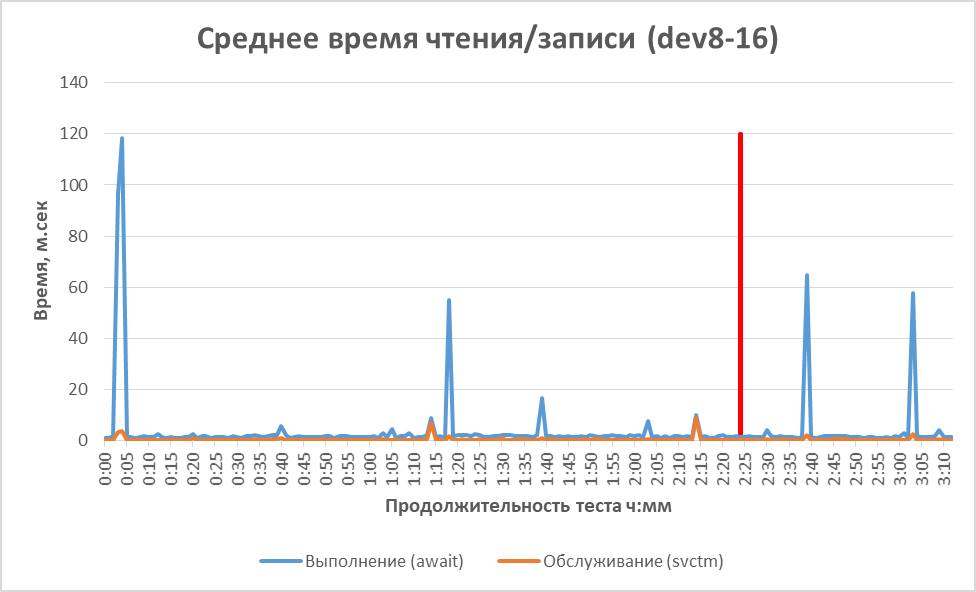 Среднее время чтения/записи (dev8-16)
Время, м.сек
140
120
100
80
60
40
20
0
0:00 0:05 0:10 0:15 0:20 0:25 0:30 0:35 0:40 0:45 0:50 0:55 1:00 1:05 1:10 1:15 1:20 1:25 1:30 1:35 1:40 1:45 1:50 1:55 2:00 2:05 2:10 2:15 2:20 2:25 2:30 2:35 2:40 2:45 2:50 2:55 3:00 3:05 3:10
Продолжительность теста ч:мм
Выполнение (await) Обслуживание (svctm)